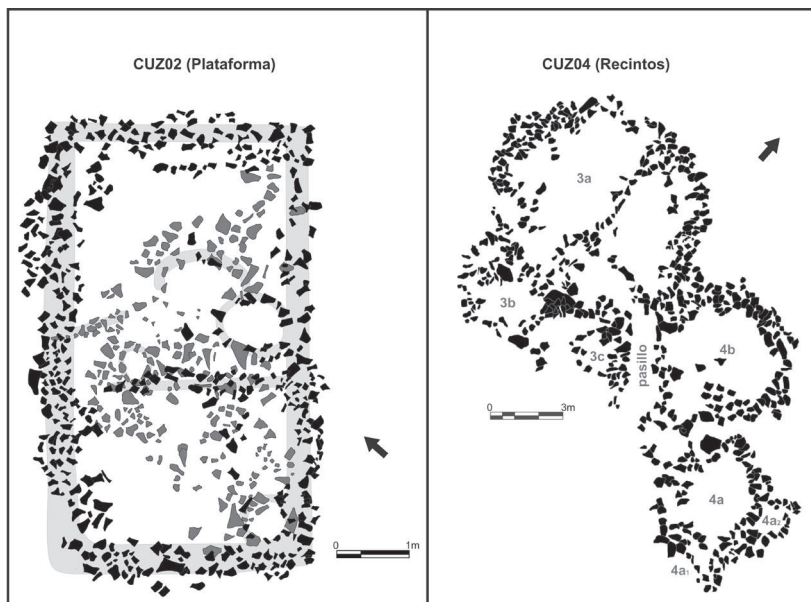 CUZ02 (Plataforma)
0 1m
CUZ04 (Recintos)
3a
3b
3c
pasillo
4b
0 3m
4a
4a2
4a1